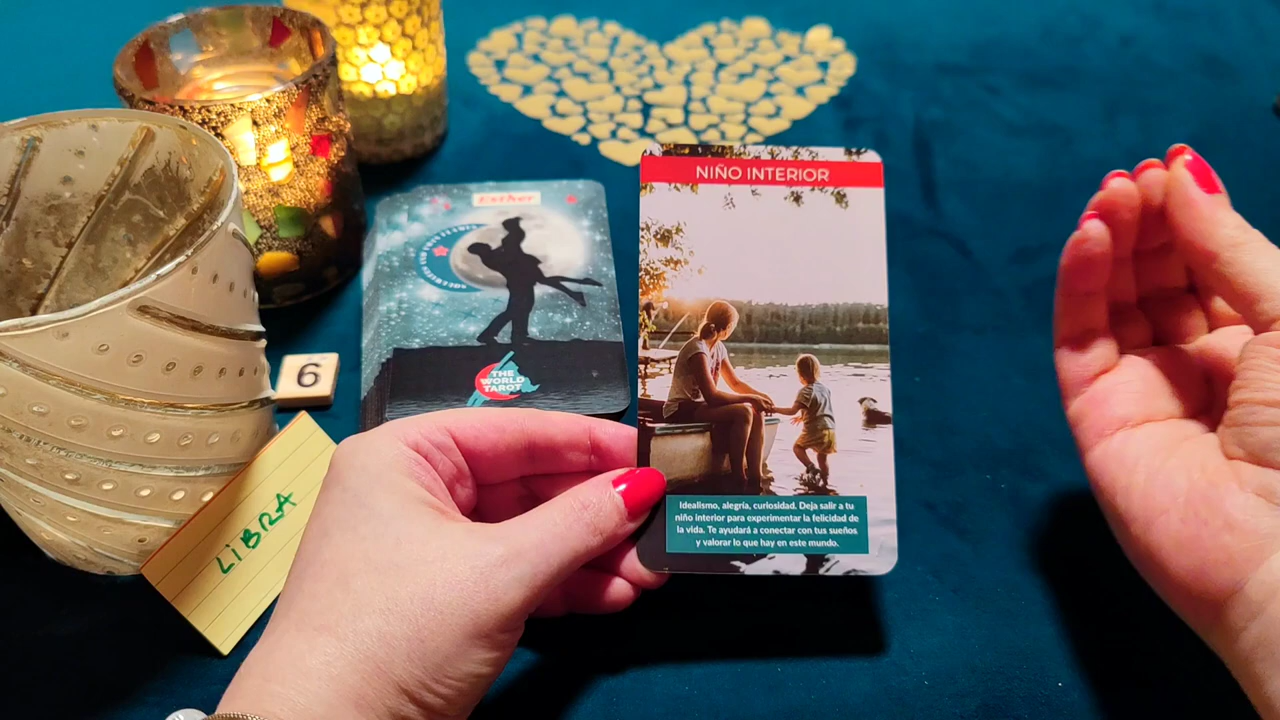 NIÑO INTERIOR
Esther
THE WORLD
TAROT
6
LIBRA
Idealismo, alegría, curiosidad. Deja salir a tu
niño interior para experimentar la felicidad de
la vida. Te ayudará a conectar con tus sueños
y valorar lo que hay en este mundo.